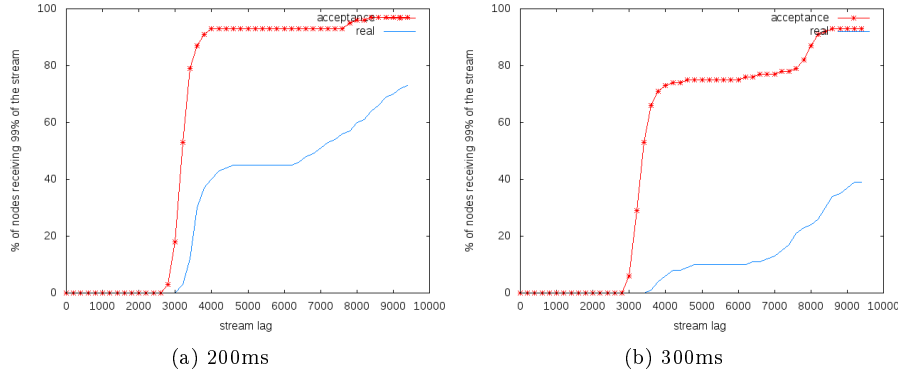 100
80
60
40
20
0
% of nodes receiving 99% of the stream
acceptance
real
0 1000 2000 3000 4000 5000 6000 7000 8000 9000 10000
stream lag
(a) 200ms
100
80
60
40
20
0
% of nodes receiving 99% of the stream
acceptance
real
0 1000 2000 3000 4000 5000 6000 7000 8000 9000 10000
stream lag
(b) 300ms